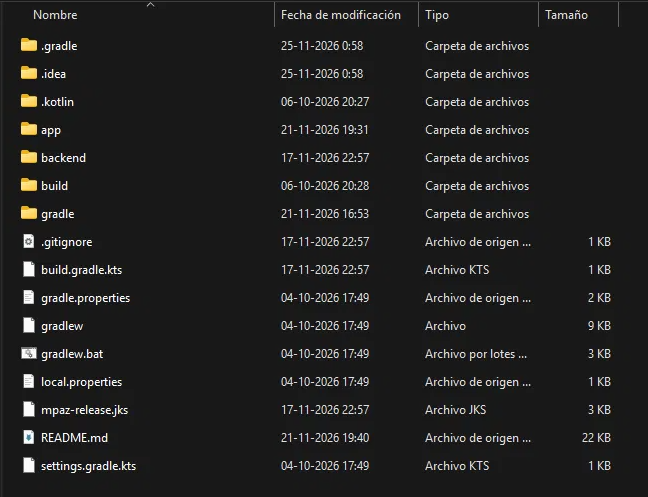 Nombre Fecha de modificación Tipo Tamaño
.gradle 25-11-2026 0:58 Carpeta de archivos
.idea 25-11-2026 0:58 Carpeta de archivos
.kotlin 06-10-2026 20:27 Carpeta de archivos
app 21-11-2026 19:31 Carpeta de archivos
backend 17-11-2026 22:57 Carpeta de archivos
build 06-10-2026 20:28 Carpeta de archivos
gradle 21-11-2026 16:53 Carpeta de archivos
.gitignore 17-11-2026 22:57 Archivo de origen ... 1 KB
build.gradle.kts 17-11-2026 22:57 Archivo KTS 1 KB
gradle.properties 04-10-2026 17:49 Archivo de origen ... 2 KB
gradlew 04-10-2026 17:49 Archivo 9 KB
gradlew.bat 04-10-2026 17:49 Archivo por lotes ... 3 KB
local.properties 04-10-2026 17:49 Archivo de origen ... 1 KB
mpaz-release.jks 17-11-2026 22:57 Archivo JKS 3 KB
README.md 21-11-2026 19:40 Archivo de origen ... 22 KB
settings.gradle.kts 04-10-2026 17:49 Archivo KTS 1 KB